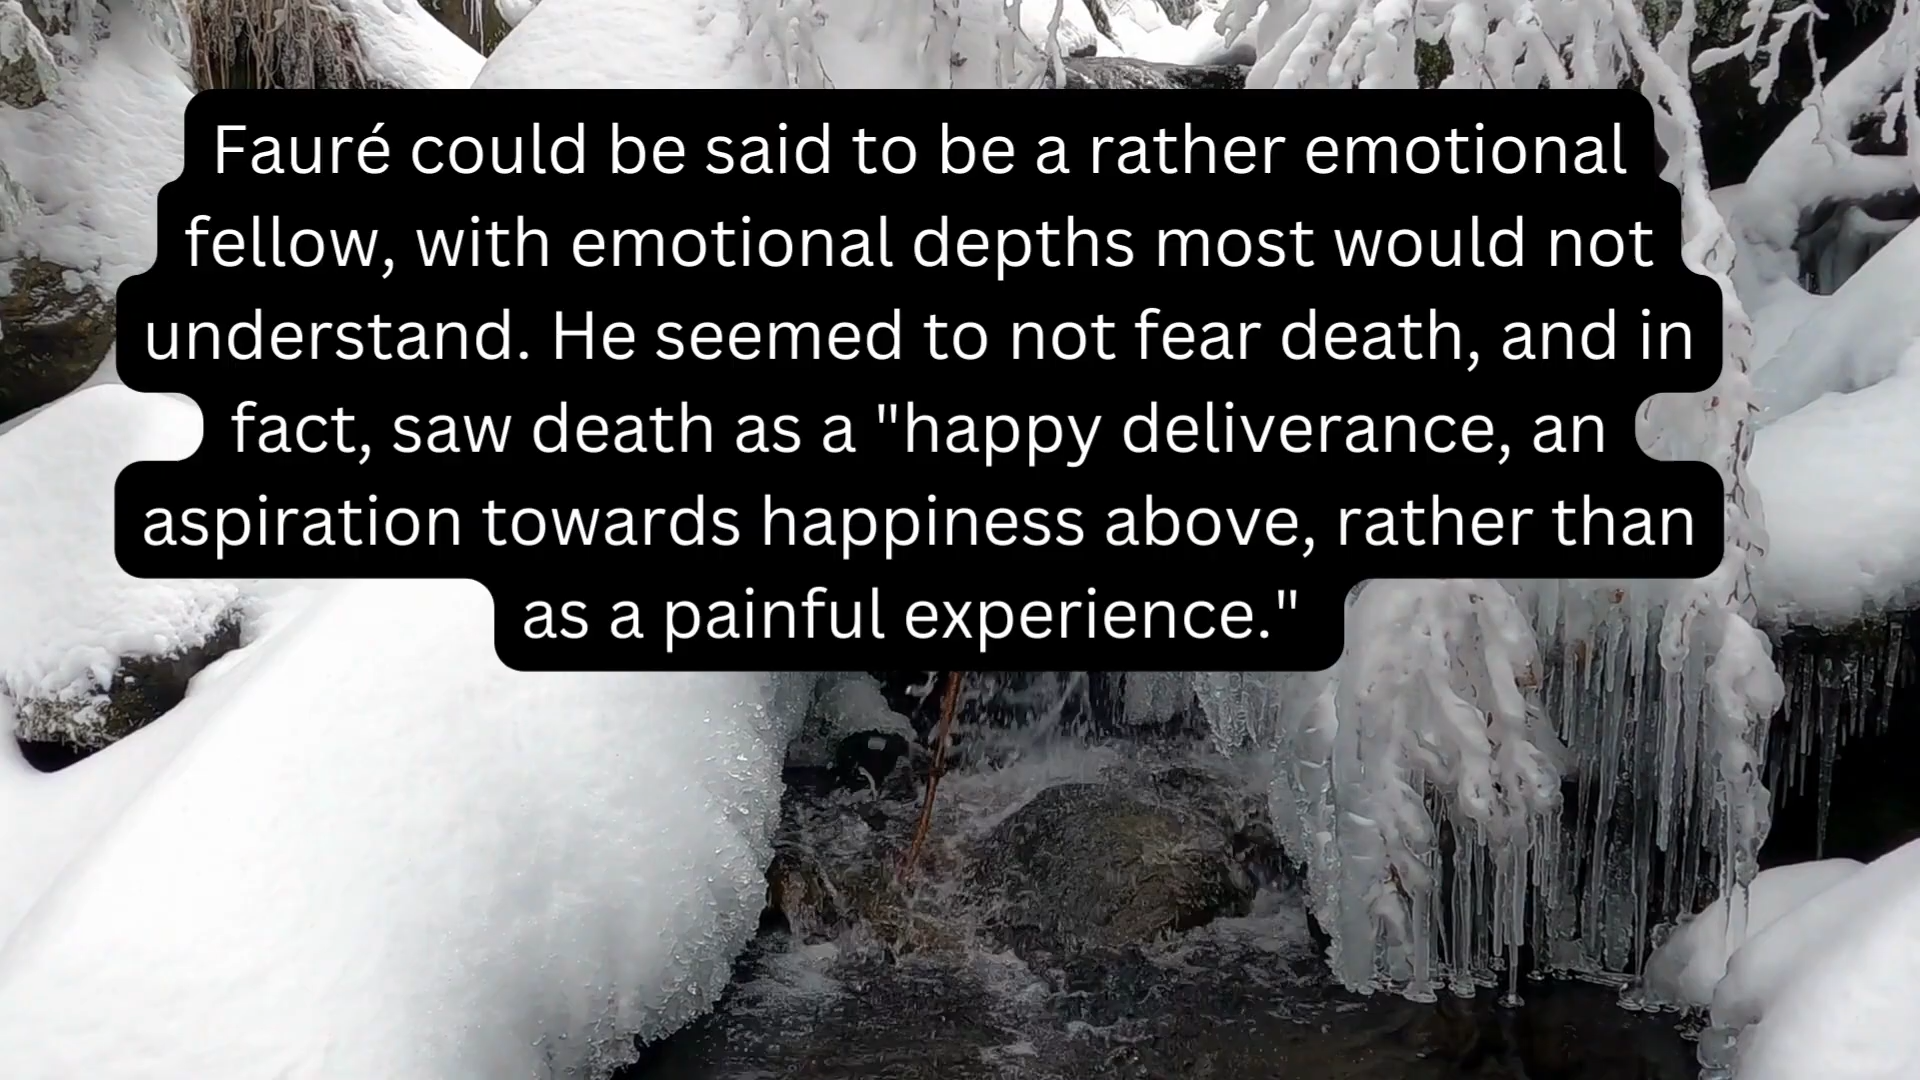 Fauré could be said to be a rather emotional
fellow, with emotional depths most would not
understand. He seemed to not fear death, and in
fact, saw death as a "happy deliverance, an
aspiration towards happiness above, rather than
as a painful experience."